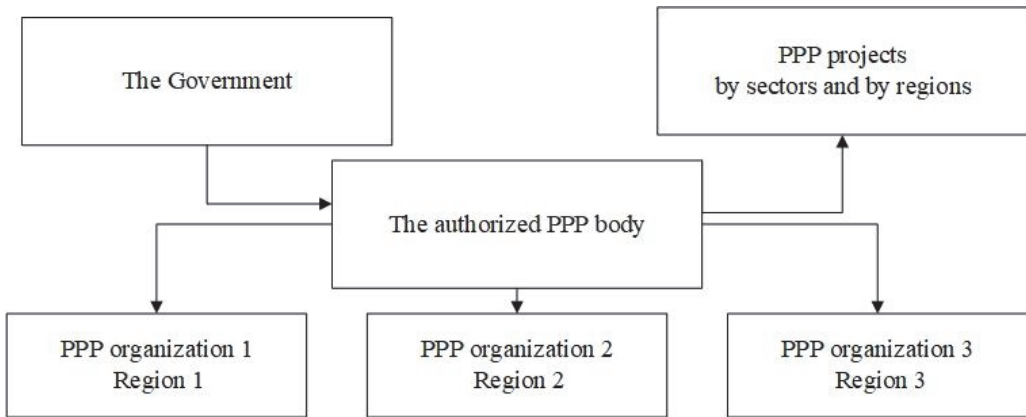 The Government
PPP projects
by sectors and by regions
The authorized PPP body
PPP organization 1
Region 1
PPP organization 2
Region 2
PPP organization 3
Region 3